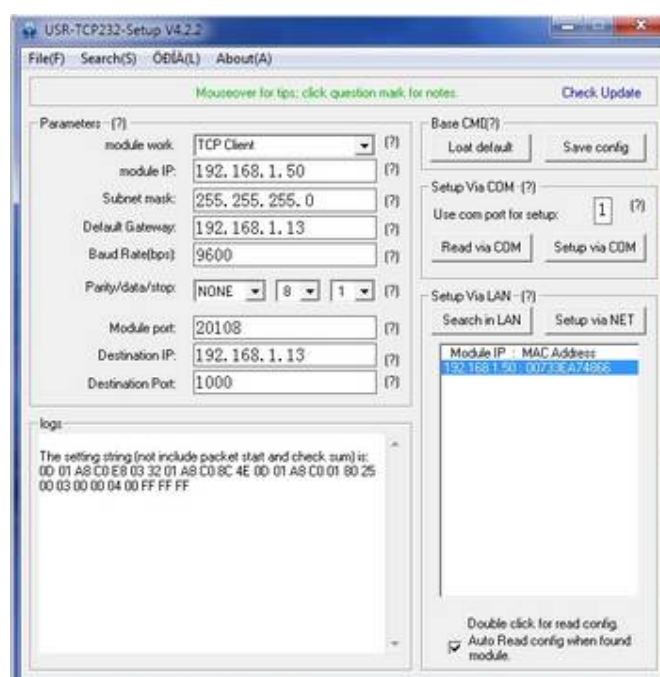 USR-TCP232-Setup V4.2.2
File(F) Search(S) ÓÐÏÂ(L) About(A)
Mouseover for tips; click question mark for notes.
Check Update
Parameters (?)
module work: TCP Client (?)
module IP: 192.168.1.50 (?)
Subnet mask: 255.255.255.0 (?)
Default Gateway: 192.168.1.13 (?)
Baud Rate(bps): 9600 (?)
Parity/data/stop: NONE 8 1 (?)
Module port: 20108 (?)
Destination IP: 192.168.1.13 (?)
Destination Port: 1000 (?)
logs
The setting string (not include packet start and check sum) is:
0D 01 A8 C0 E8 03 32 01 A8 C0 8C 4E 0D 01 A8 C0 01 80 25
00 03 00 00 04 00 FF FF FF
Base CMD(?)
Loat default Save config
Setup Via COM (?)
Use com port for setup: 1 (?)
Read via COM Setup via COM
Setup Via LAN (?)
Search in LAN Setup via NET
Module IP : MAC Address
192.168.1.50 : 00733EA74866
Double click for read config.
Auto Read config when found
module.